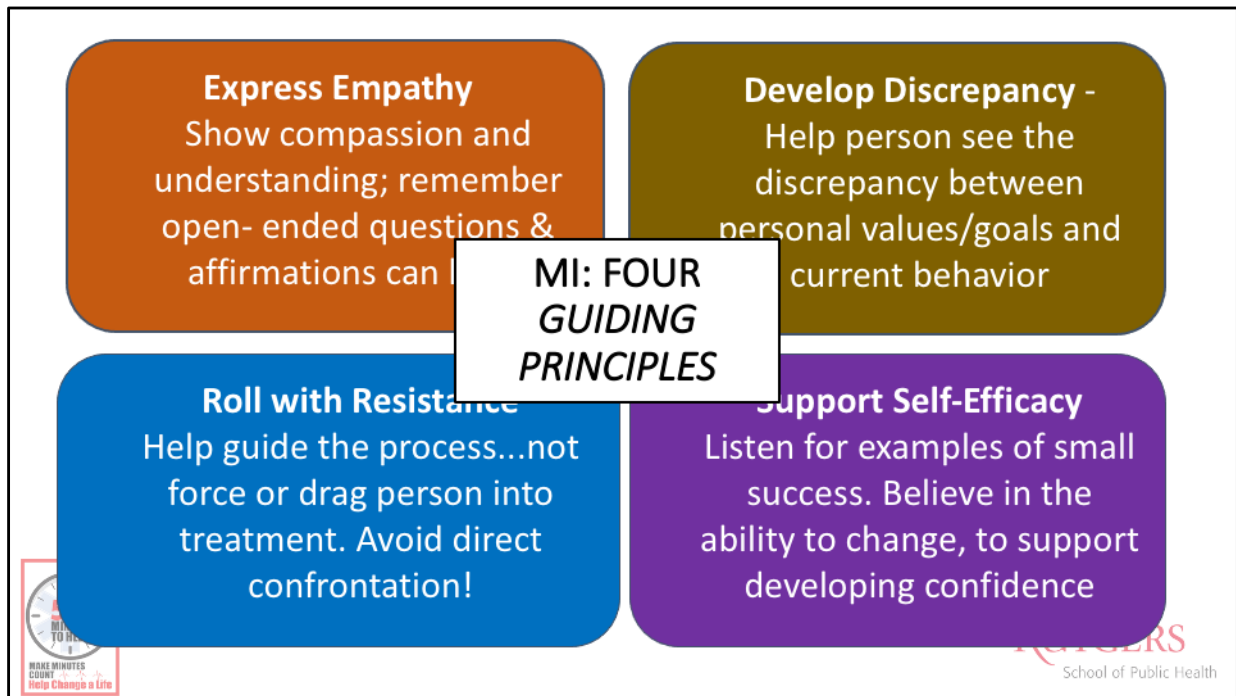 Express Empathy
Show compassion and
understanding; remember
open- ended questions &
affirmations can
Develop Discrepancy -
Help person see the
discrepancy between
personal values/goals and
current behavior
MI: FOUR
GUIDING
PRINCIPLES
Roll with Resistance
Help guide the process...not
force or drag person into
treatment. Avoid direct
confrontation!
Support Self-Efficacy
Listen for examples of small
success. Believe in the
ability to change, to support
developing confidence
MAKE MINUTES
COUNT
Help Change a Life
RUTGERS
School of Public Health